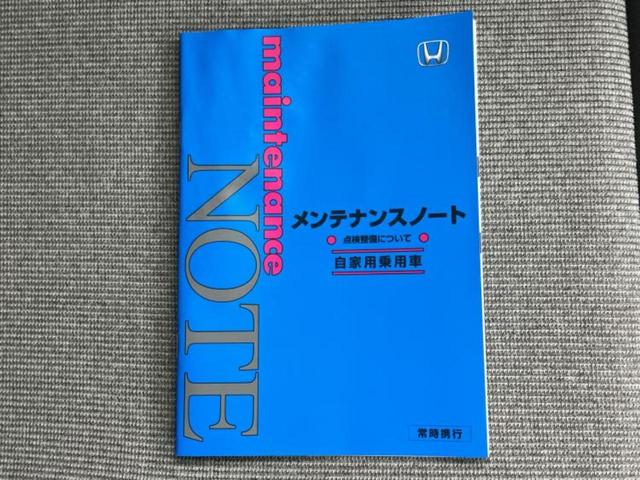 maintenance
NOTE
メンテナンスノート
点検整備について
自家用乗用車
常時携行